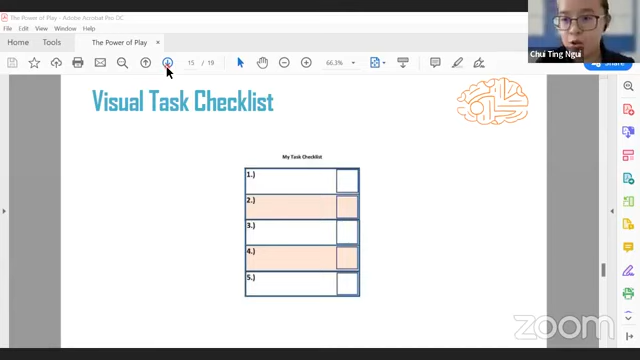 The Power of Play - Adobe Acrobat Pro DC
File Edit View Window Help
Home Tools The Power of Play ×
15 / 19 66.3% Share
Chui Ting Ngui
Visual Task Checklist
My Task Checklist
1.)
2.)
3.)
4.)
5.)
zoom